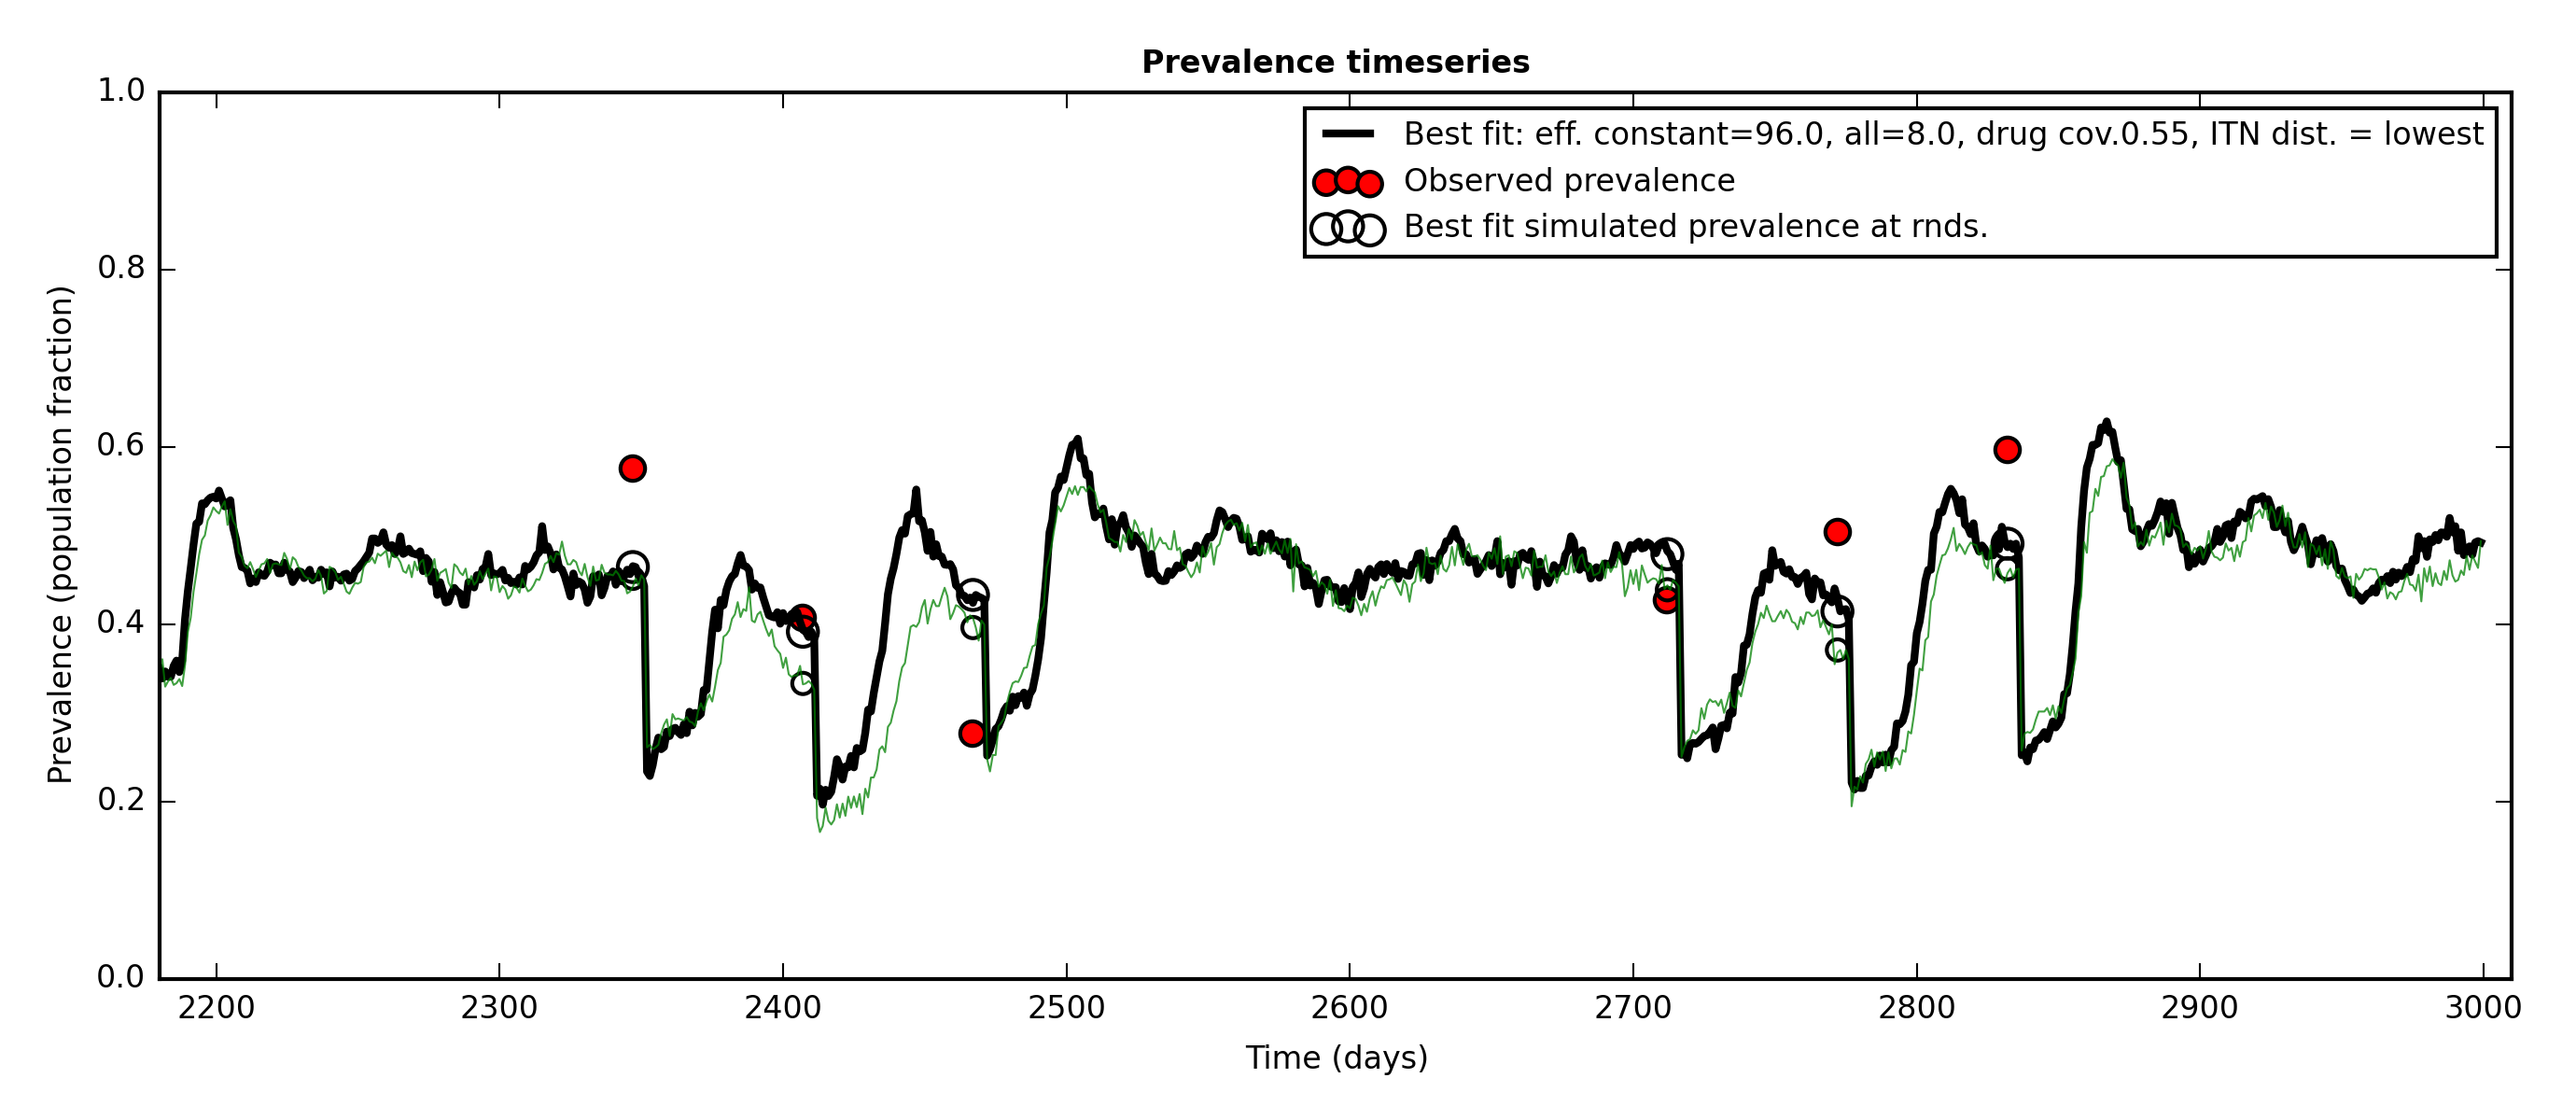 Prevalence timeseries
Best fit: eff. constant=96.0, all=8.0, drug cov.0.55, ITN dist. = lowest
Observed prevalence
Best fit simulated prevalence at rnds.
Prevalence (population fraction)
1.0
0.8
0.6
0.4
0.2
0.0
2200 2300 2400 2500 2600 2700 2800 2900 3000
Time (days)